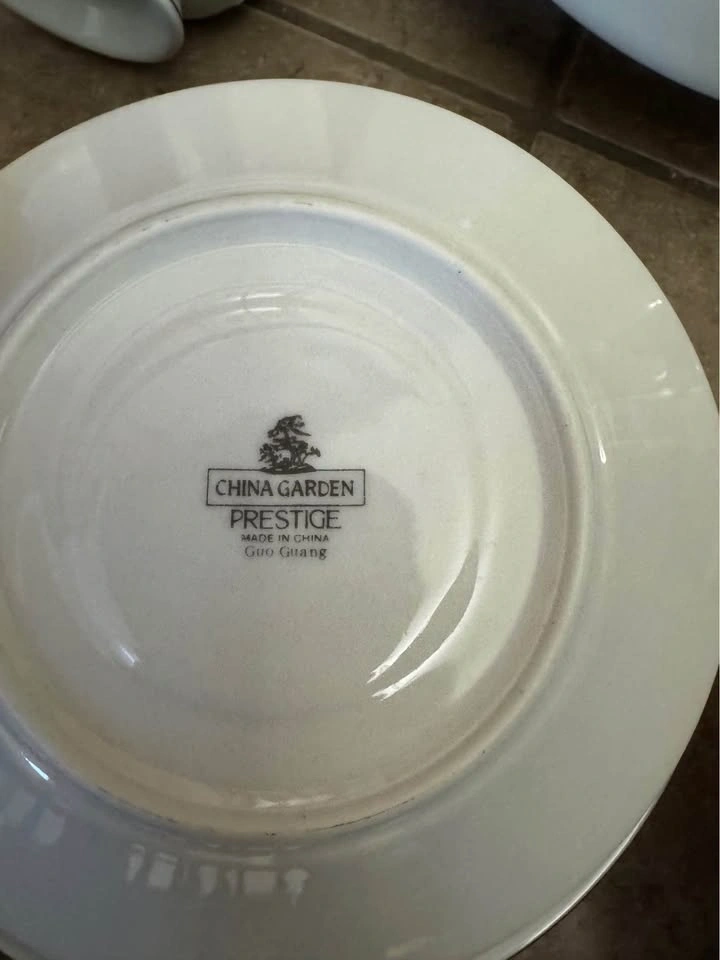 CHINA GARDEN
PRESTIGE
MADE IN CHINA
Guo Guang